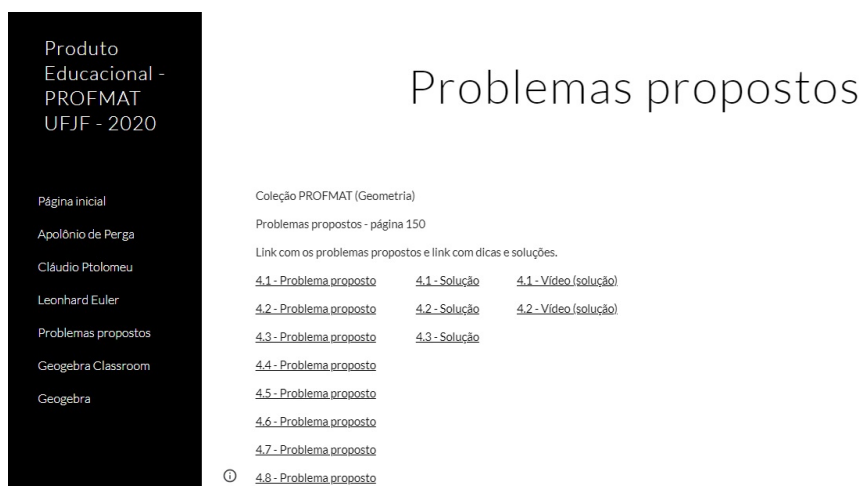 Produto
Educacional -
PROFMAT
UFJF - 2020
Página inicial
Apolônio de Perga
Cláudio Ptolomeu
Leonhard Euler
Problemas propostos
Geogebra Classroom
Geogebra
Problemas propostos
Coleção PROFMAT (Geometria)
Problemas propostos - página 150
Link com os problemas propostos e link com dicas e soluções.
4.1 - Problema proposto 4.1 - Solução 4.1 - Vídeo (solução)
4.2 - Problema proposto 4.2 - Solução 4.2 - Vídeo (solução)
4.3 - Problema proposto 4.3 - Solução
4.4 - Problema proposto
4.5 - Problema proposto
4.6 - Problema proposto
4.7 - Problema proposto
4.8 - Problema proposto